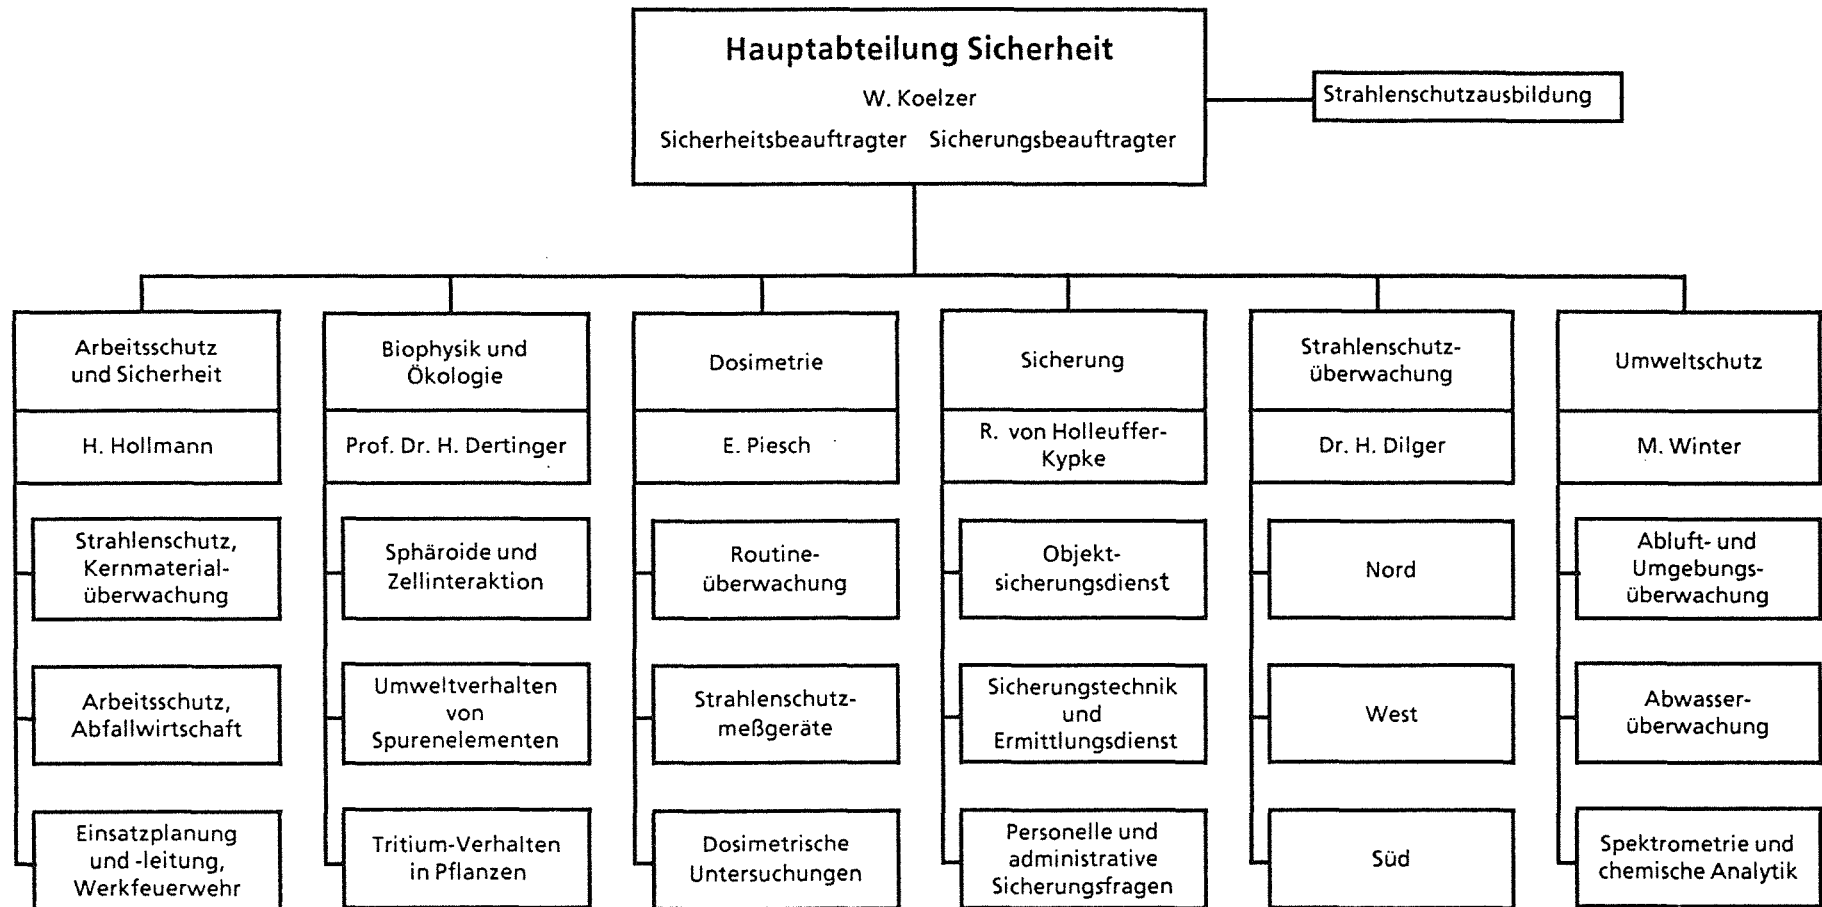 Hauptabteilung Sicherheit
W. Koelzer
Sicherheitsbeauftragter Sicherungsbeauftragter
Strahlenschutzausbildung
Arbeitsschutz
und Sicherheit
H. Hollmann
Strahlenschutz,
Kernmaterial-
überwachung
Arbeitsschutz,
Abfallwirtschaft
Einsatzplanung
und -leitung,
Werkfeuerwehr
Biophysik und
Ökologie
Prof. Dr. H. Dertinger
Sphäroide und
Zellinteraktion
Umweltverhalten
von
Spurenelementen
Tritium-Verhalten
in Pflanzen
Dosimetrie
E. Piesch
Routine-
überwachung
Strahlenschutz-
meßgeräte
Dosimetrische
Untersuchungen
Sicherung
R. von Holleuffer-
Kypke
Objekt-
sicherungsdienst
Sicherungstechnik
und
Ermittlungsdienst
Personelle und
administrative
Sicherungsfragen
Strahlenschutz-
überwachung
Dr. H. Dilger
Nord
West
Süd
Umweltschutz
M. Winter
Abluft- und
Umgebungs-
überwachung
Abwasser-
überwachung
Spektrometrie und
chemische Analytik